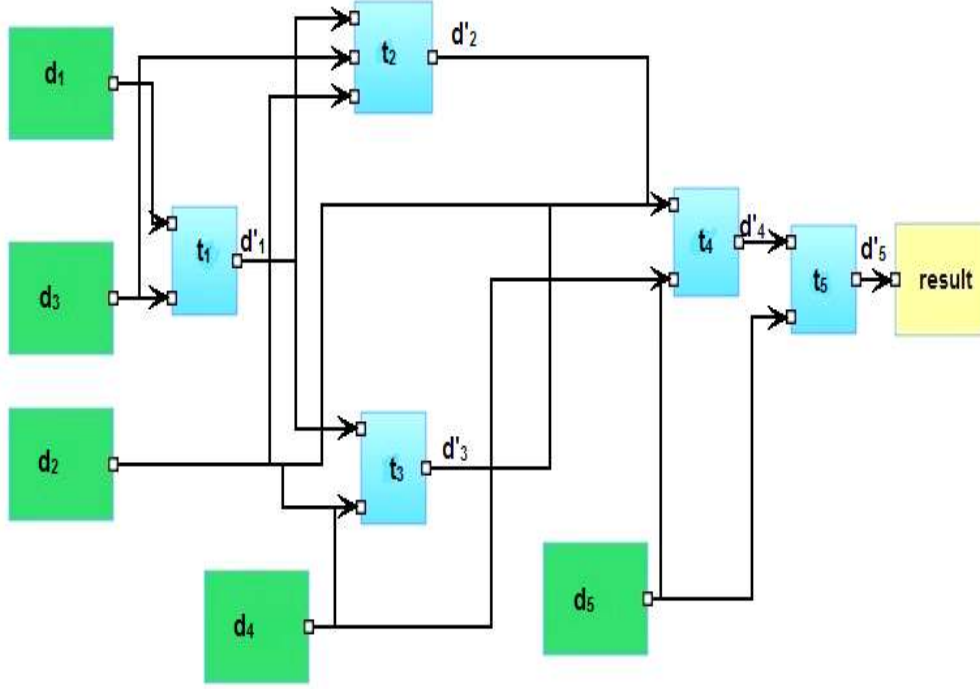 d₁
t₂
d'₂
d₃
t₁
d'₁
t₄
d'₄
t₅
d'₅
result
d₂
t₃
d'₃
d₄
d₅